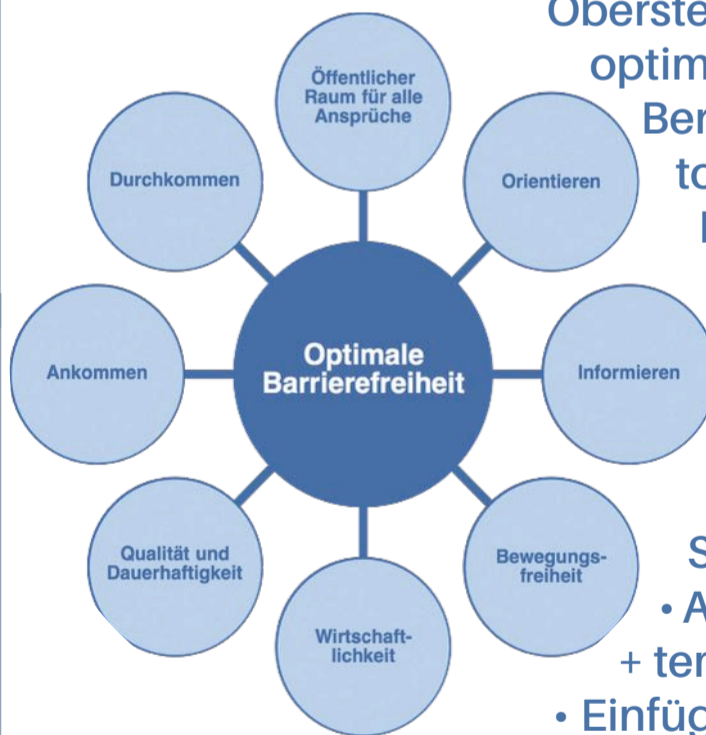 Öffentlicher
Raum für alle
Ansprüche
Orientieren
Informieren
Bewegungs-
freiheit
Wirtschaft-
lichkeit
Qualität und
Dauerhaftigkeit
Ankommen
Durchkommen
Optimale
Barrierefreiheit